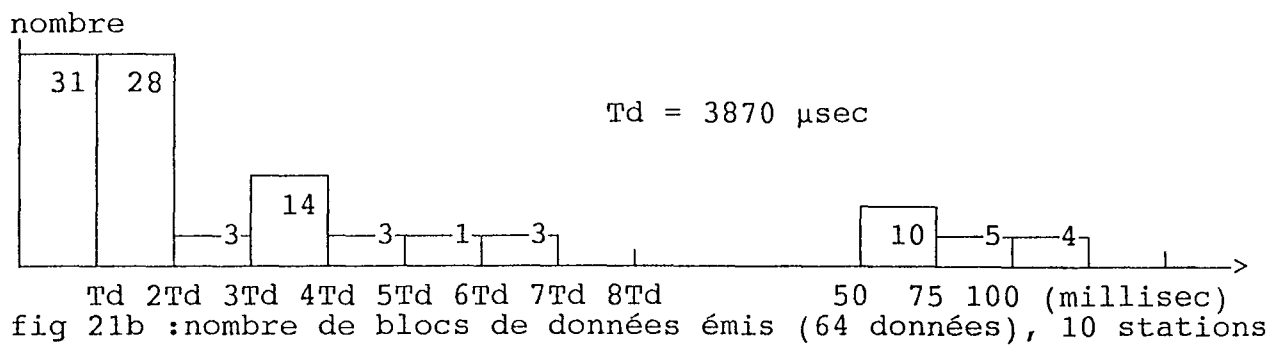 nombre
31 28
Td = 3870 µsec
14
3 3 1 3 10 5 4
Td 2Td 3Td 4Td 5Td 6Td 7Td 8Td 50 75 100 (millisec)
fig 21b :nombre de blocs de données émis (64 données), 10 stations